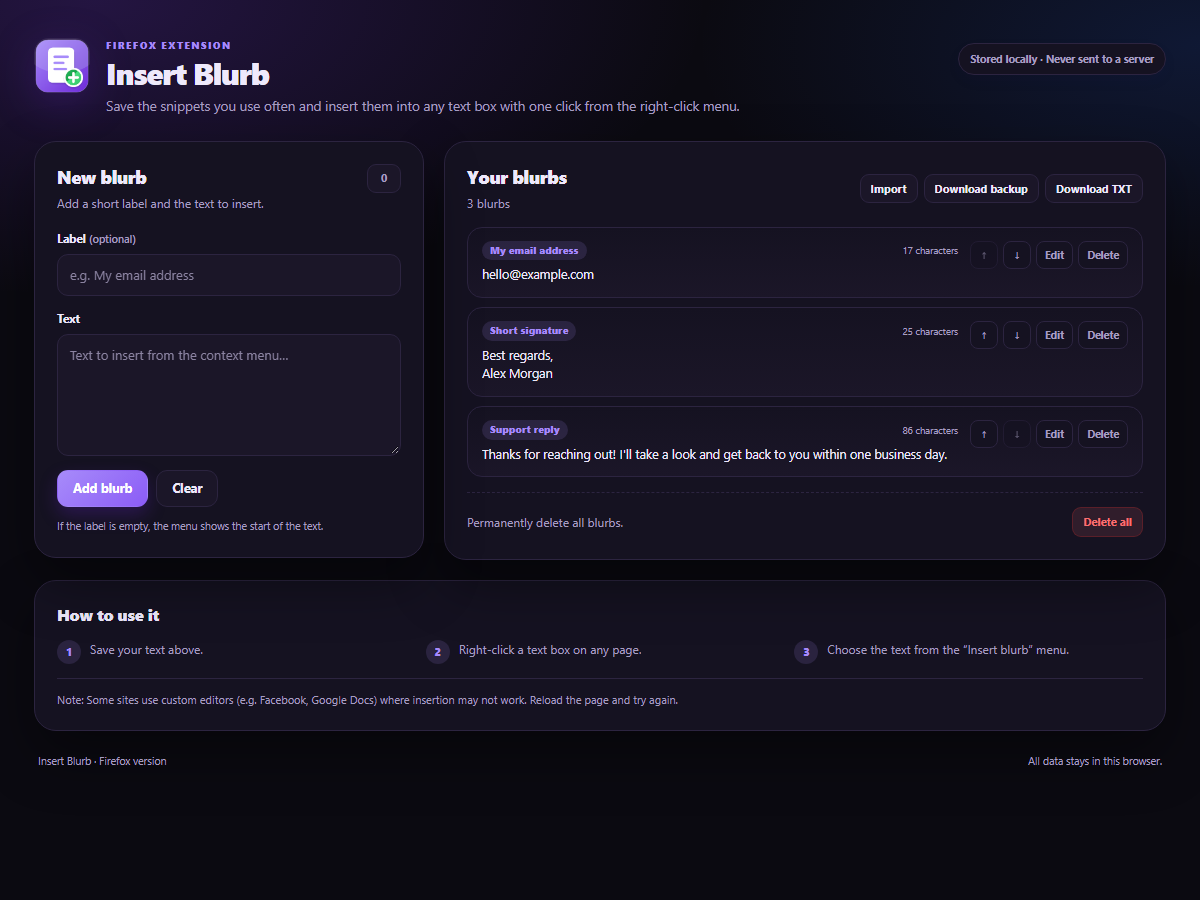 FIREFOX EXTENSION
Insert Blurb
Save the snippets you use often and insert them into any text box with one click from the right-click menu.
Stored locally · Never sent to a server
New blurb
0
Add a short label and the text to insert.
Label (optional)
e.g. My email address
Text
Text to insert from the context menu...
Add blurb
Clear
If the label is empty, the menu shows the start of the text.
Your blurbs
3 blurbs
Import
Download backup
Download TXT
My email address
17 characters
↑
↓
Edit
Delete
hello@example.com
Short signature
25 characters
↑
↓
Edit
Delete
Best regards,
Alex Morgan
Support reply
86 characters
↑
↓
Edit
Delete
Thanks for reaching out! I'll take a look and get back to you within one business day.
Permanently delete all blurbs.
Delete all
How to use it
1 Save your text above.
2 Right-click a text box on any page.
3 Choose the text from the “Insert blurb” menu.
Note: Some sites use custom editors (e.g. Facebook, Google Docs) where insertion may not work. Reload the page and try again.
Insert Blurb · Firefox version
All data stays in this browser.